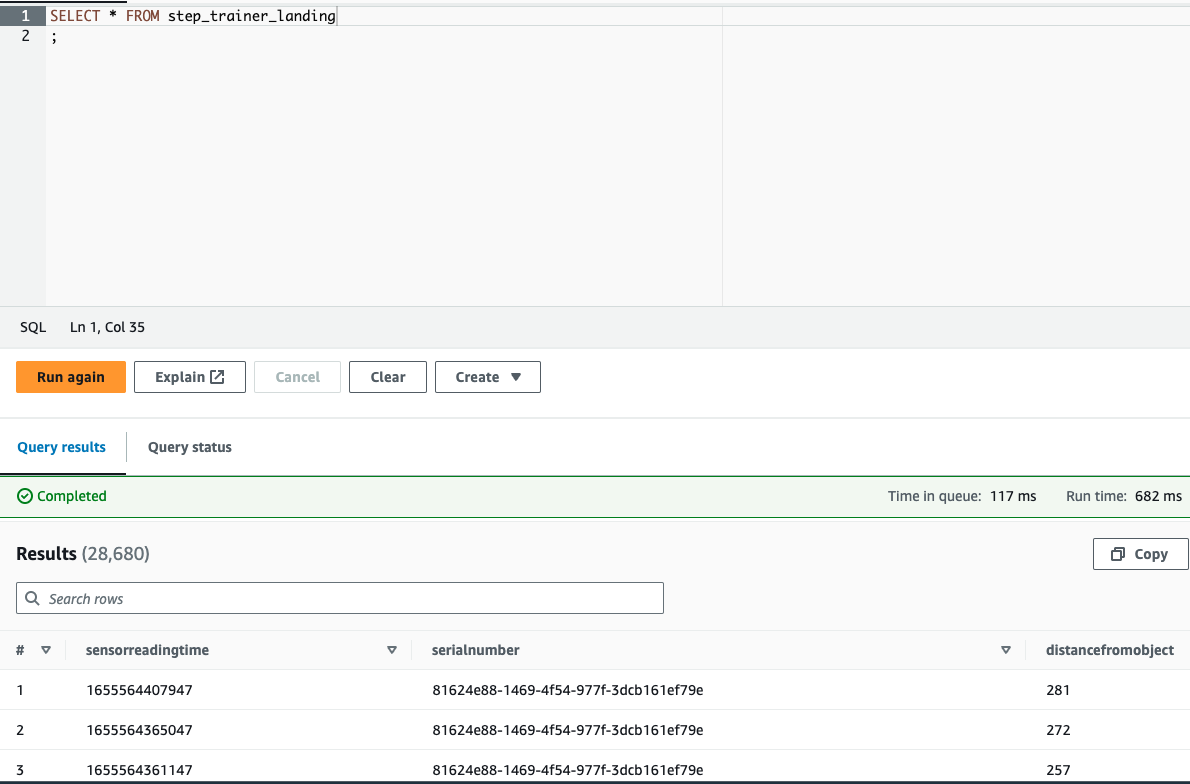 1 SELECT * FROM step_trainer_landing
2 ;
SQL Ln 1, Col 35
Run again Explain Cancel Clear Create
Query results Query status
Completed Time in queue: 117 ms Run time: 682 ms
Results (28,680) Copy
Search rows
# sensorreadingtime serialnumber distancefromobject
1 1655564407947 81624e88-1469-4f54-977f-3dcb161ef79e 281
2 1655564365047 81624e88-1469-4f54-977f-3dcb161ef79e 272
3 1655564361147 81624e88-1469-4f54-977f-3dcb161ef79e 257